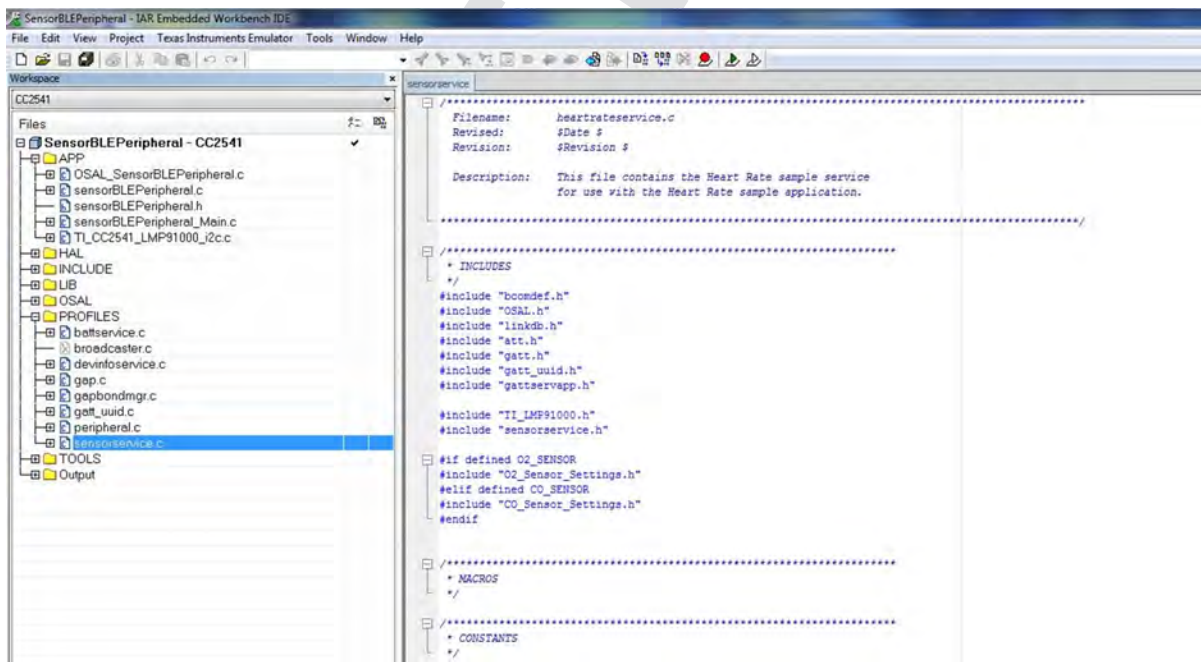 SensorBLEPeripheral - IAR Embedded Workbench IDE
File Edit View Project Texas Instruments Emulator Tools Window Help
Workspace
CC2541
Files
SensorBLEPeripheral - CC2541
APP
OSAL_SensorBLEPeripheral.c
sensorBLEPeripheral.c
sensorBLEPeripheral.h
sensorBLEPeripheral_Main.c
TI_CC2541_LMP91000_i2c.c
HAL
INCLUDE
LIB
OSAL
PROFILES
battservice.c
broadcaster.c
devinfoservice.c
gap.c
gapbondmgr.c
gatt_uuid.c
peripheral.c
sensorservice.c
TOOLS
Output
sensorservice
/**************************************************************************************************
Filename: heartrateservice.c
Revised: $Date $
Revision: $Revision $
Description: This file contains the Heart Rate sample service
for use with the Heart Rate sample application.
**************************************************************************************************/
/*********************************************************************
* INCLUDES
*/
#include "bcomdef.h"
#include "OSAL.h"
#include "linkdb.h"
#include "att.h"
#include "gatt.h"
#include "gatt_uuid.h"
#include "gattservapp.h"
#include "TI_LMP91000.h"
#include "sensorservice.h"
#if defined O2_SENSOR
#include "O2_Sensor_Settings.h"
#elif defined CO_SENSOR
#include "CO_Sensor_Settings.h"
#endif
/*********************************************************************
* MACROS
*/
/*********************************************************************
* CONSTANTS
*/